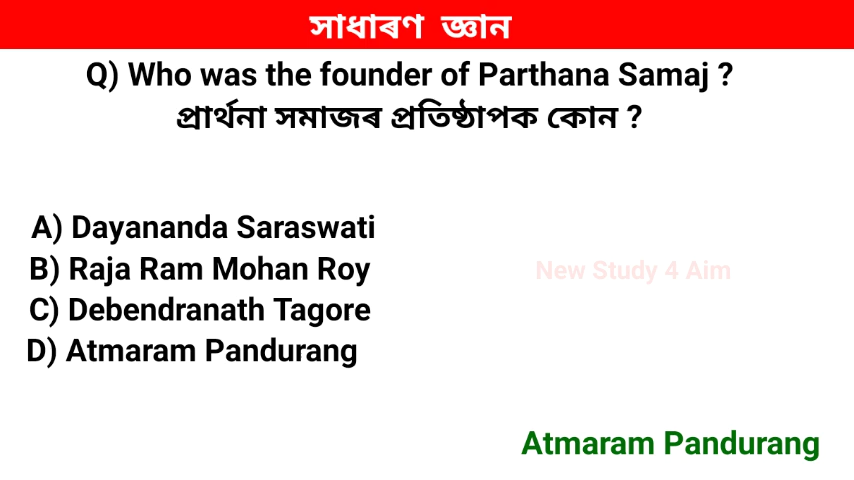 সাধাৰণ জ্ঞান
Q) Who was the founder of Parthana Samaj ?
প্ৰাৰ্থনা সমাজৰ প্ৰতিষ্ঠাপক কোন ?
A) Dayananda Saraswati
B) Raja Ram Mohan Roy
New Study 4 Aim
C) Debendranath Tagore
D) Atmaram Pandurang
Atmaram Pandurang